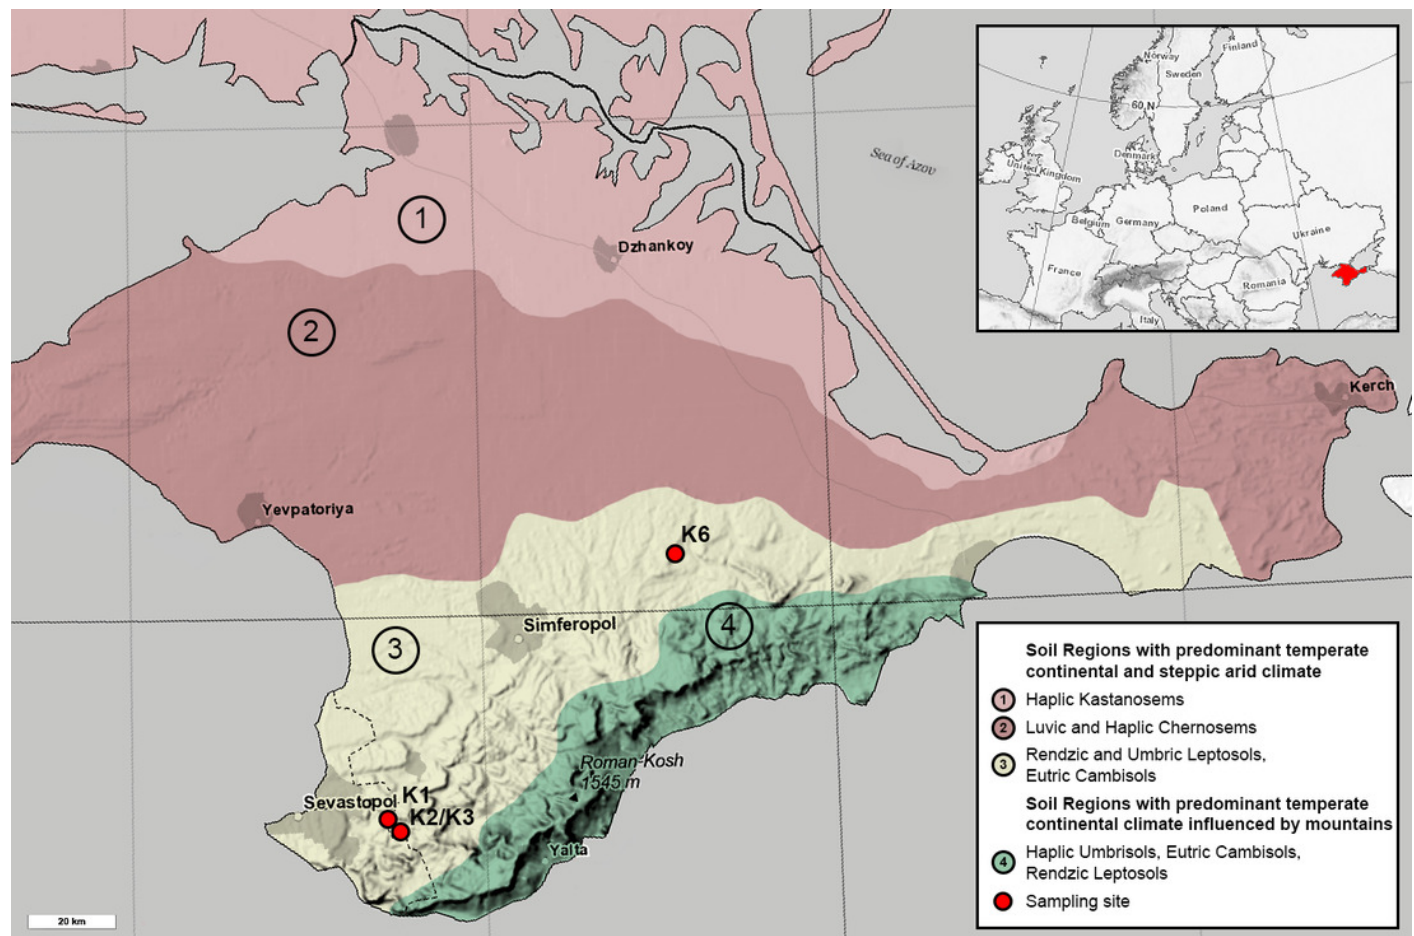 Norway
Finland
Sweden
60 N
Denmark
United Kingdom
Belgium
Germany
Poland
Ukraine
France
Romania
Italy
Sea of Azov
1
Dzhankoy
2
Kerch
Yevpatoriya
K6
Simferopol
4
3
Roman-Kosh
1545 m
Sevastopol
K1
K2/K3
Yalta
20 km
Soil Regions with predominant temperate
continental and steppic arid climate
1 Haplic Kastanosems
2 Luvic and Haplic Chernosems
3 Rendzic and Umbric Leptosols,
Eutric Cambisols
Soil Regions with predominant temperate
continental climate influenced by mountains
4 Haplic Umbrisols, Eutric Cambisols,
Rendzic Leptosols
Sampling site